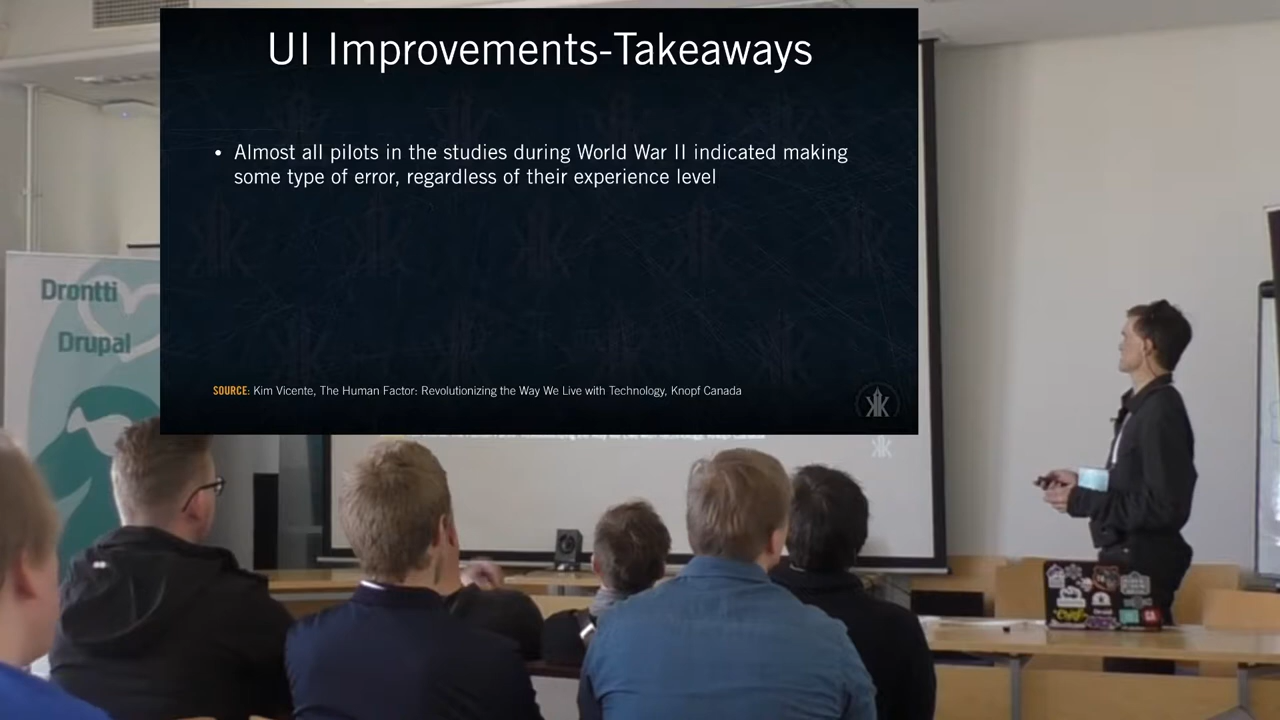 UI Improvements-Takeaways
• Almost all pilots in the studies during World War II indicated making
some type of error, regardless of their experience level
SOURCE: Kim Vicente, The Human Factor: Revolutionizing the Way We Live with Technology, Knopf Canada
Drontti
Drupal